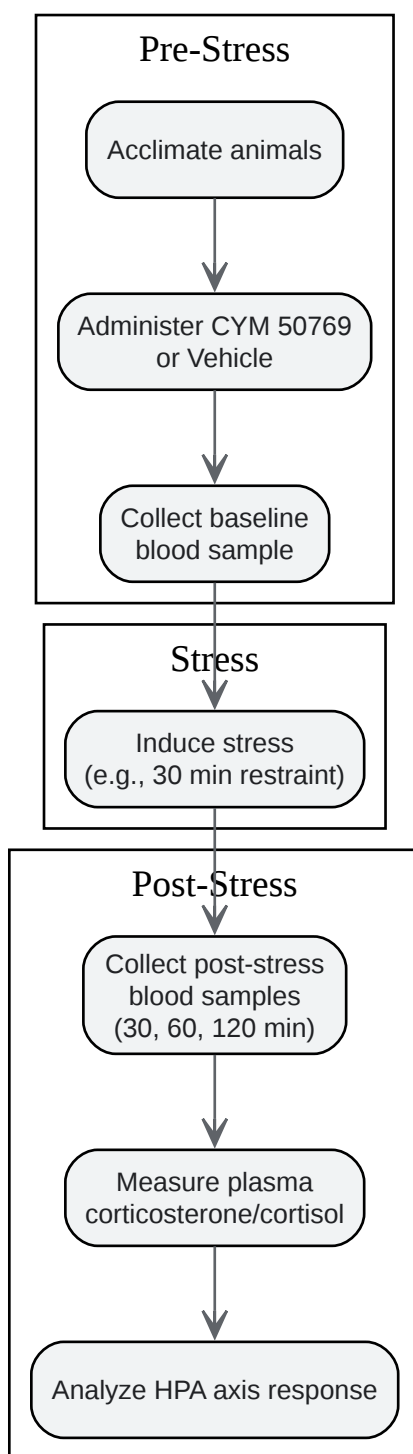 Pre-Stress
Acclimate animals
Administer CYM 50769
or Vehicle
Collect baseline
blood sample
Stress
Induce stress
(e.g., 30 min restraint)
Post-Stress
Collect post-stress
blood samples
(30, 60, 120 min)
Measure plasma
corticosterone/cortisol
Analyze HPA axis response